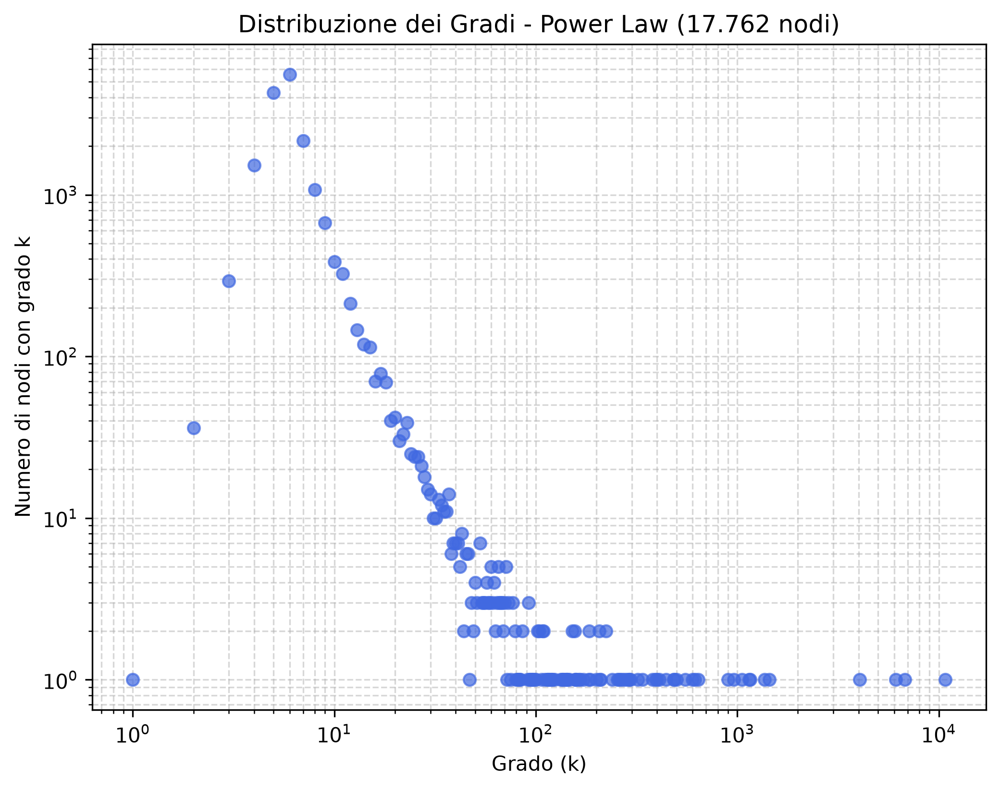 Distribuzione dei Gradi - Power Law (17.762 nodi)
Numero di nodi con grado k
10³
10²
10¹
10⁰
10⁰ 10¹ 10² 10³ 10⁴
Grado (k)